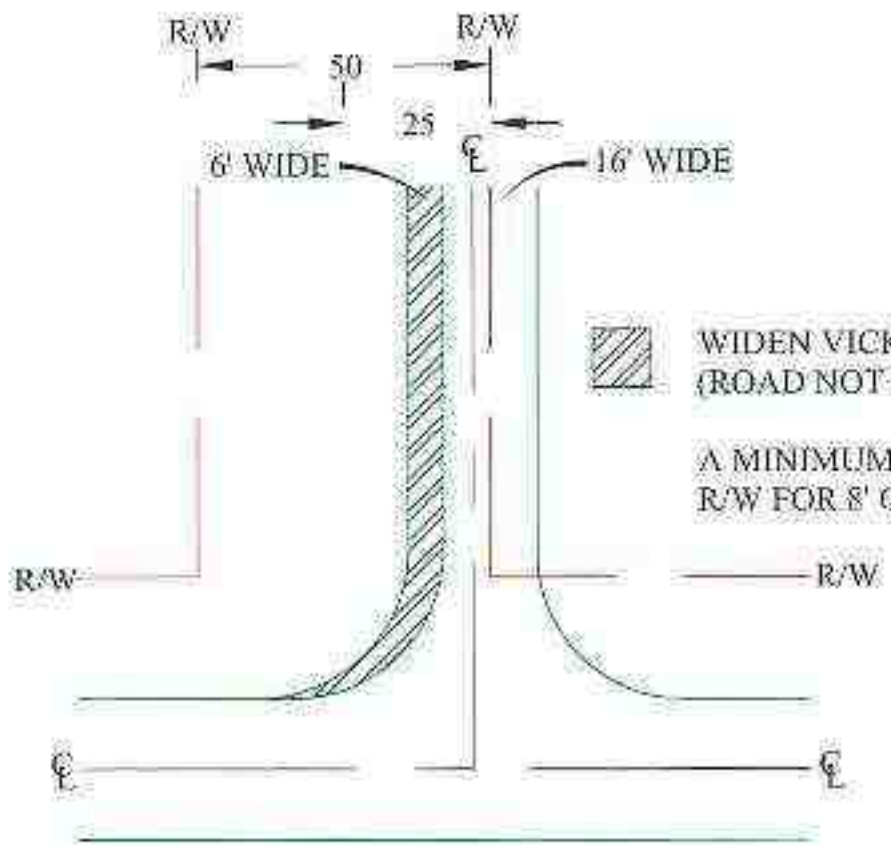 R/W
R/W
50
25
℄
6' WIDE
16' WIDE
WIDEN VICK
(ROAD NOT
A MINIMUM
R/W FOR 8'
R/W
R/W
℄
℄